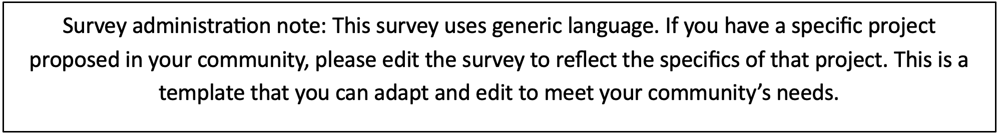 Survey administration note: This survey uses generic language. If you have a specific project
proposed in your community, please edit the survey to reflect the specifics of that project. This is a
template that you can adapt and edit to meet your community’s needs.